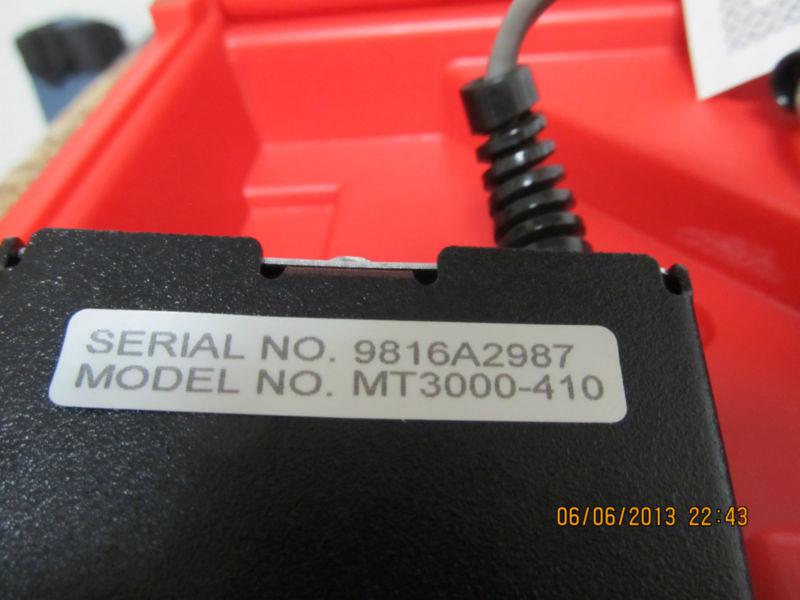 SERIAL NO. 9816A2987
MODEL NO. MT3000-410
06/06/2013 22:43